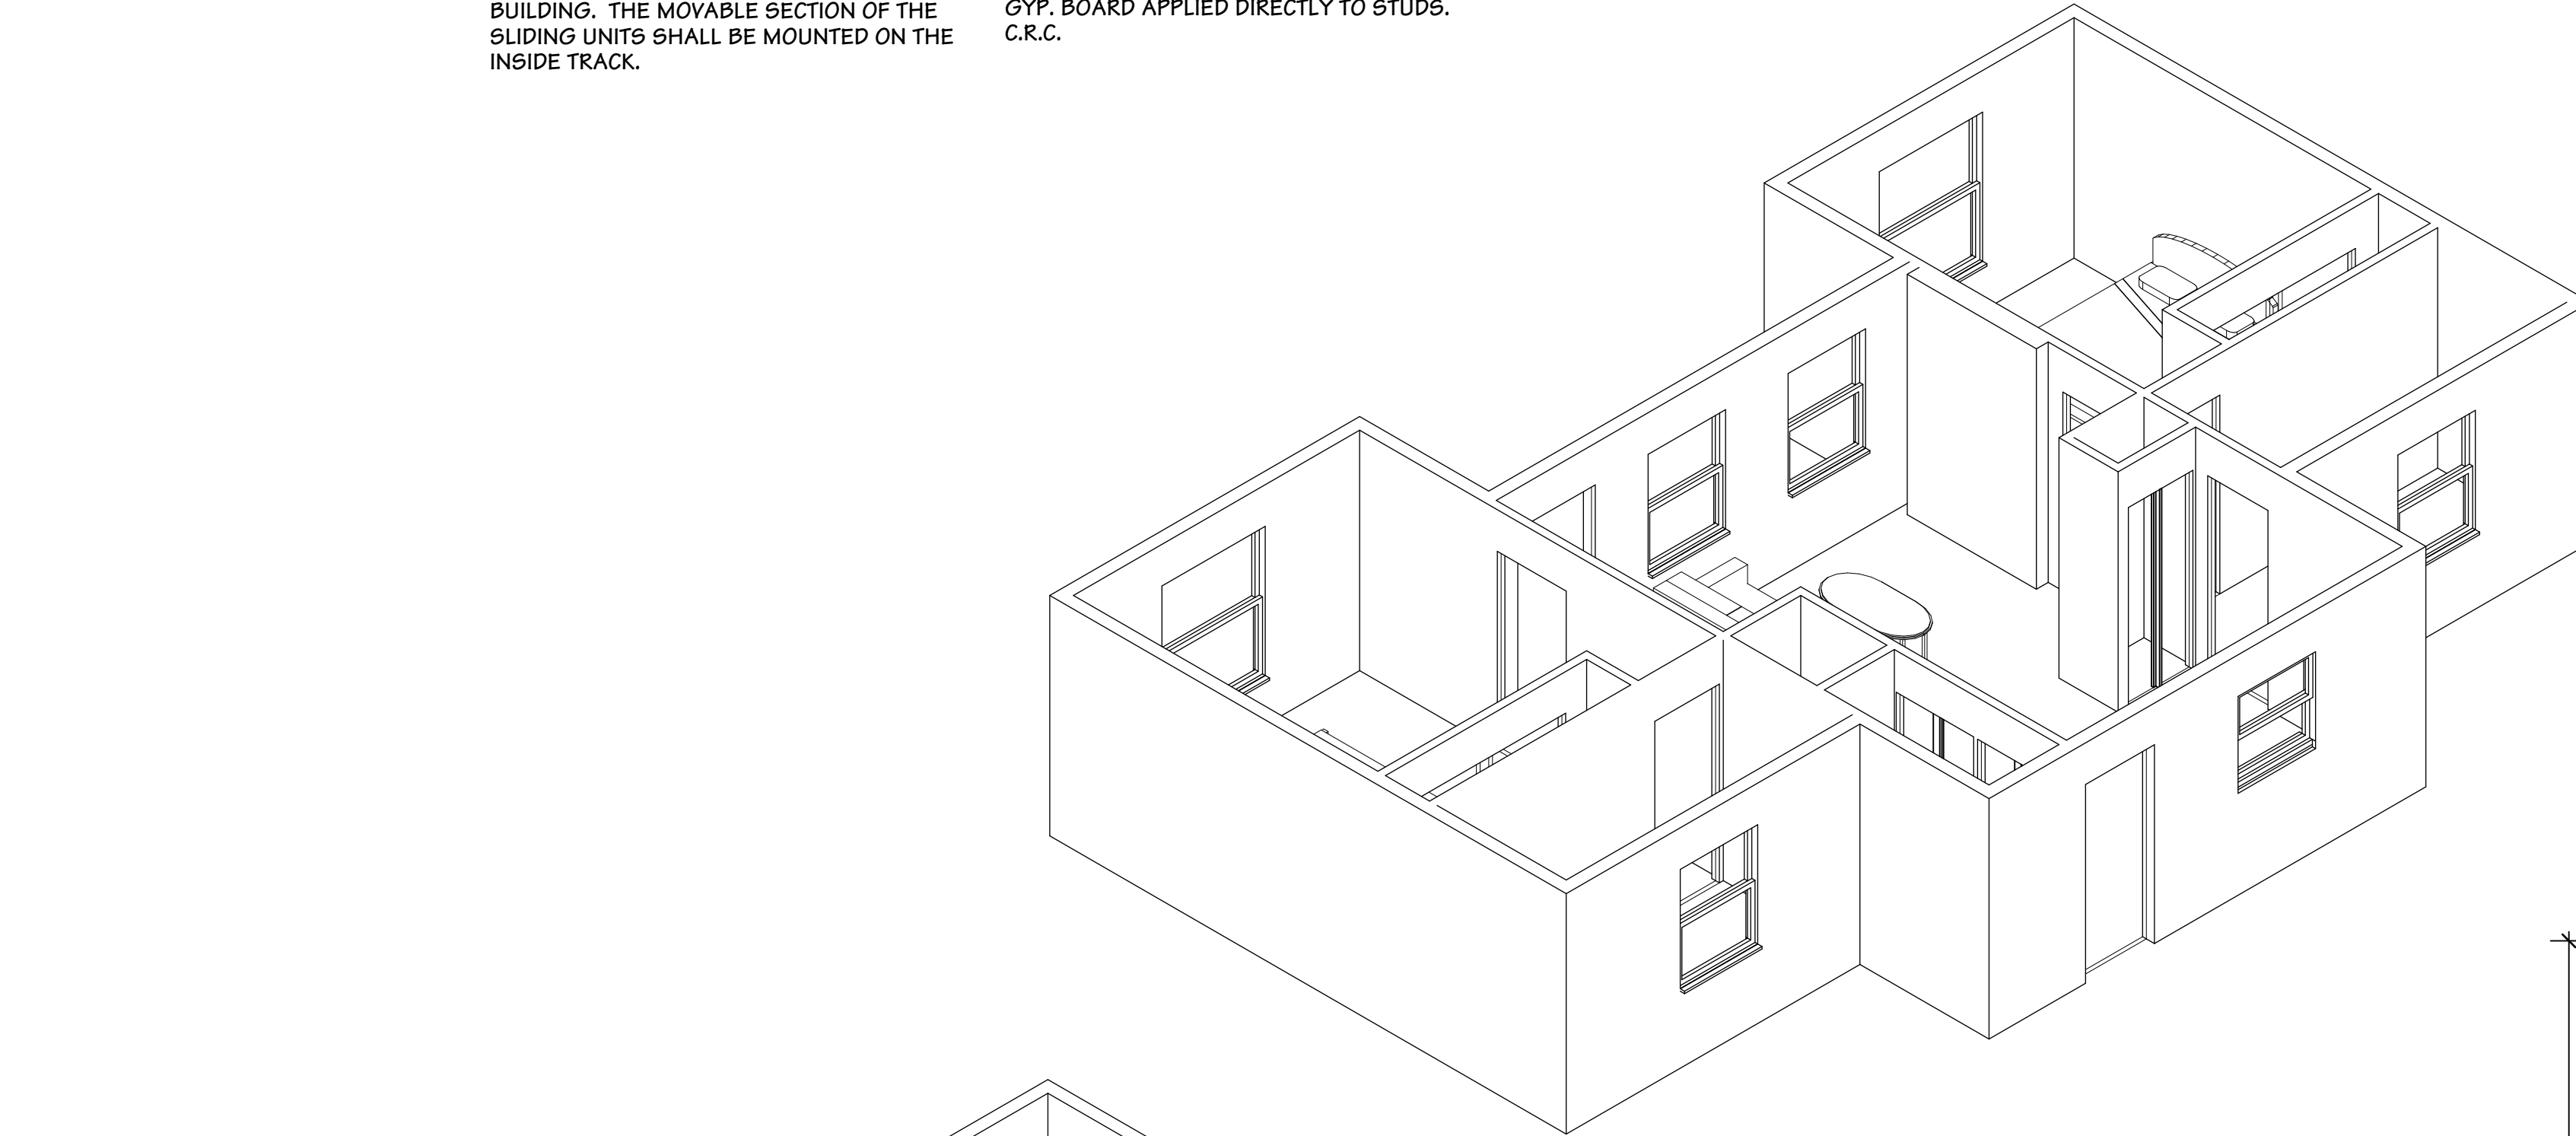 BUILDING.  THE MOVABLE SECTION OF THE
SLIDING UNITS SHALL BE MOUNTED ON THE
INSIDE TRACK.
GYP. BOARD APPLIED DIRECTLY TO STUDS.
C.R.C.